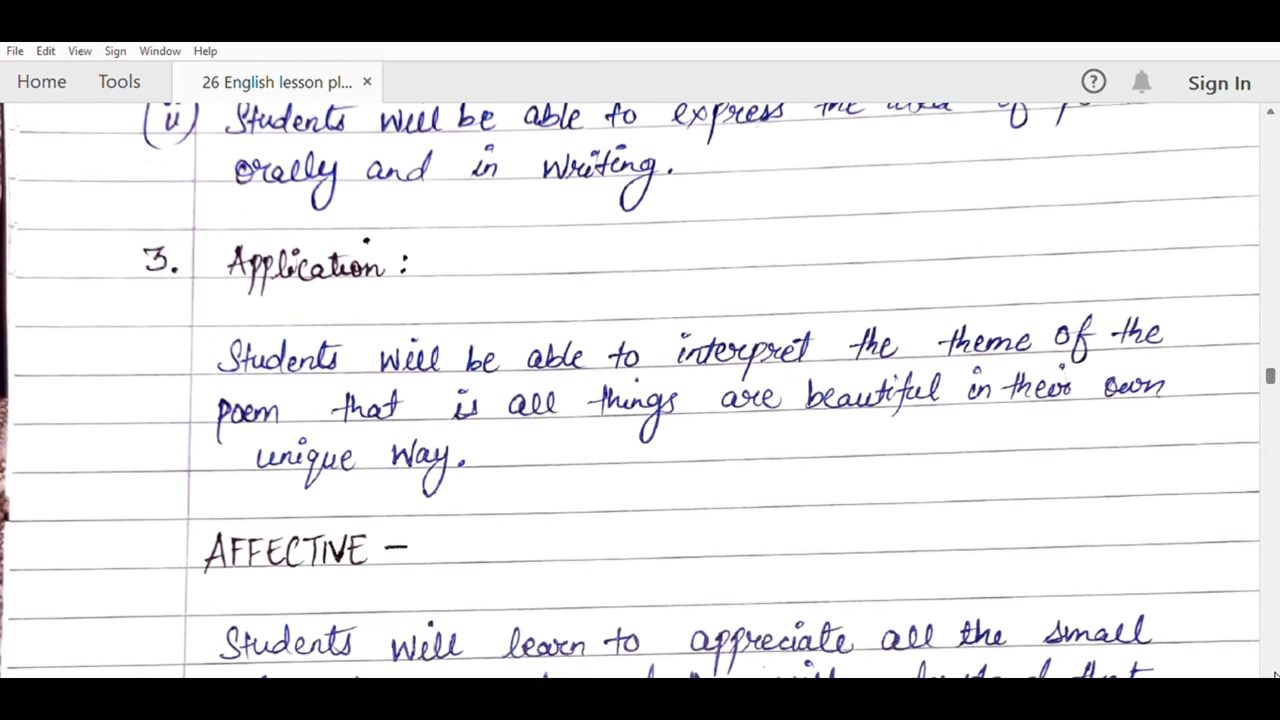 File Edit View Sign Window Help
Home Tools 26 English lesson pl... × Sign In
(ii) Students will be able to express the of
orally and in writing.
3. Application:
Students will be able to interpret the theme of the
poem that is all things are beautiful in their own
unique way.
AFFECTIVE –
Students will learn to appreciate all the small
that